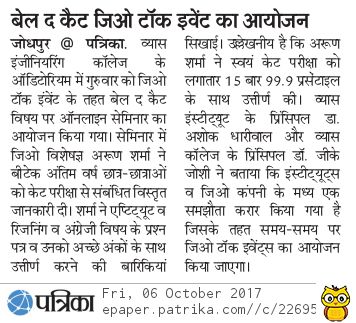 बेल द कैट जिओ टॉक इवेंट का आयोजन
जोधपुर @ पत्रिका. व्यास
इंजीनियरिंग कॉलेज के
ऑडिटोरियम में गुरुवार को जिओ
टॉक इंवेंट के तहत बेल द कैट
विषय पर ऑनलाइन सेमिनार का
आयोजन किया गया। सेमिनार में
जिओ विशेषज्ञ अरूण शर्मा ने
बीटेक अंतिम वर्ष छात्र-छात्राओं
को कैट परीक्षा से संबधित विस्तृत
जानकारी दी। शर्मा ने एप्टिट्यूट व
रिजनिंग व अंग्रेजी विषय के प्रश्न
पत्र व उनको अच्छे अंकों के साथ
उत्तीर्ण करने की बारिकियां
सिखाई। उल्लेखनीय है कि अरूण
शर्मा ने स्वयं केट परीक्षा को
लगातार 15 बार 99.9 प्रसेंटाइल
के साथ उत्तीर्ण की। व्यास
इंस्टीट्यूट के प्रिंसिपल डा.
अशोक धारीवाल और व्यास
कॉलेज के प्रिंसिपल डॉ. जीके
जोशी ने बताया कि इंस्टीट्यूट्स
व जिओ कंपनी के मध्य एक
समझौता करार किया गया है
जिसके तहत समय-समय पर
जिओ टॉक इवेंट्स का आयोजन
किया जाएगा।
पत्रिका
Fri, 06 October 2017
epaper.patrika.com//c/22695